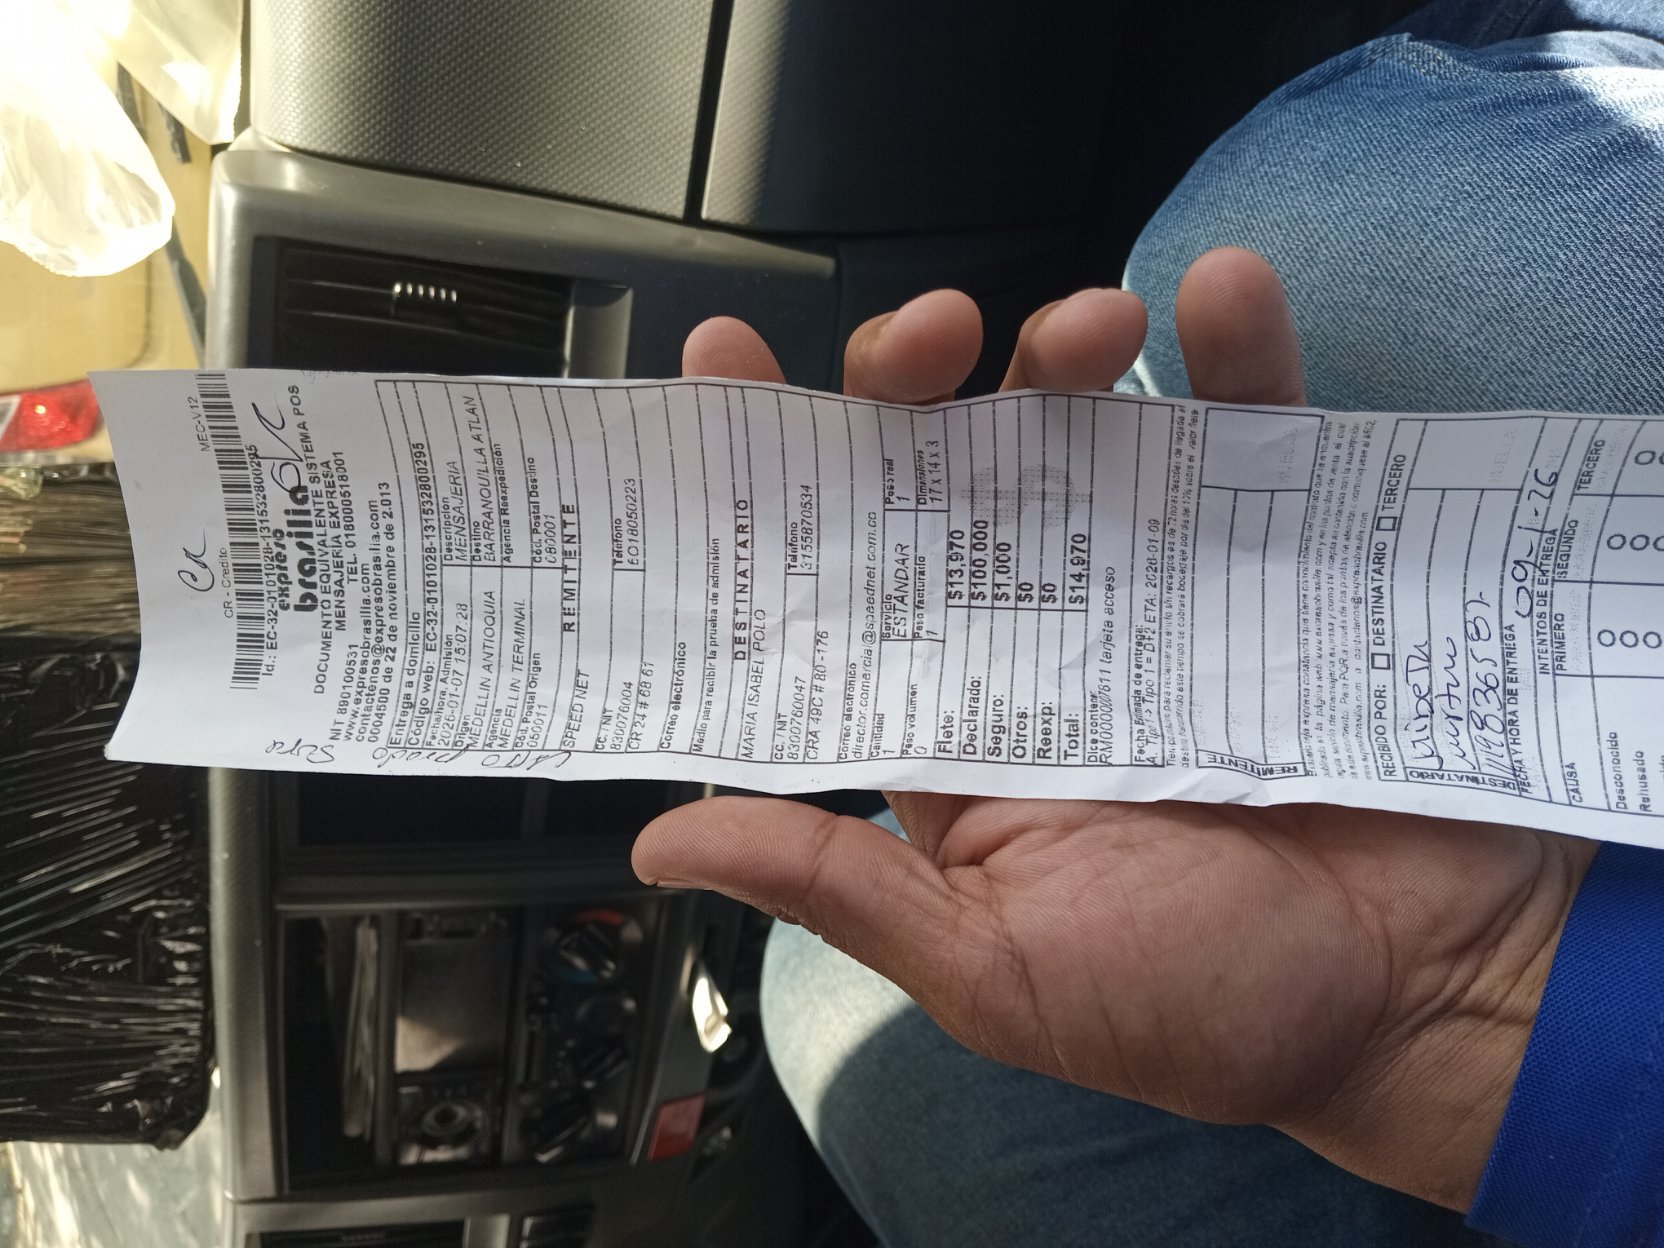 CR - Credito
MEC-V12
Id.: EC-32-0101028-131532800295
expreso
brasilia
DOCUMENTO EQUIVALENTE SISTEMA POS
MENSAJERIA EXPRESA
NIT 890100531 TEL. 018000518001
www.expresobrasilia.com
contactenos@expresobrasilia.com
0004500 de 22 de noviembre de 2.013
Entrega a domicilio
Código web: EC-32-0101028-13153280295
Fecha/hora, Admisión Descripción
2026-01-07 15:07:28 MENSAJERIA
Origen Destino
MEDELLIN ANTIOQUIA BARRANQUILLA ATLAN
Agencia Agencia Reexpedición
MEDELLIN TERMINAL
Cód. Postal Origen Cód. Postal Destino
050011 080001
REMITENTE
SPEEDNET
CC. / NIT Teléfono
8300760004 6018050223
CR 24 # 68 61
Correo electrónico
Medio para recibir la prueba de admisión
DESTINATARIO
MARIA ISABEL POLO
CC. / NIT Teléfono
8300760047 3155870534
CRA 49C # 80 -176
Correo electrónico
director.comercia@speednet.com.co
Cantidad Servicio Peso real
1 ESTANDAR 1
Peso volumen Peso facturado Dimensiones
0 1 17 x 14 x 3
Flete: $13,970
Declarado: $100,000
Seguro: $1,000
Otros: $0
Reexp: $0
Total: $14,970
Dice contener
RM00007811 tarjeta acceso
Fecha Estimada de entrega:
A. Tipo 1 -> Tipo 1 = D+2 ETA: 2026-01-09
REMITENTE
RECIBIDO POR: DESTINATARIO TERCERO
FECHA Y HORA DE ENTREGA 09-1-26
INTENTOS DE ENTREGA
CAUSA PRIMERO SEGUNDO TERCERO
Desconocido
Rehusado